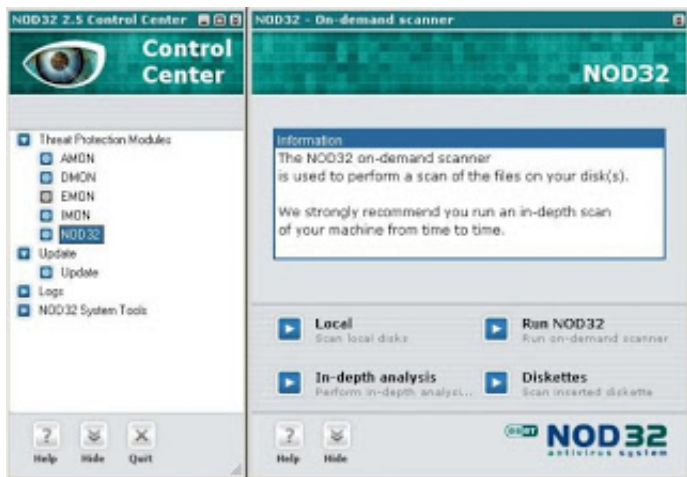 NOD32 2.5 Control Center
Control
Center
Threat Protection Modules
AMON
DMON
EMON
IMON
NOD32
Update
Update
Logs
NOD32 System Tools
Help
Hide
Quit
NOD32 - On-demand scanner
NOD32
Information
The NOD32 on-demand scanner
is used to perform a scan of the files on your disk(s).
We strongly recommend you run an in-depth scan
of your machine from time to time.
Local
Scan local disks
Run NOD32
Run on-demand scanner
In-depth analysis
Perform in-depth analysi...
Diskettes
Scan inserted diskette
Help
Hide
eset NOD32
antivirus system